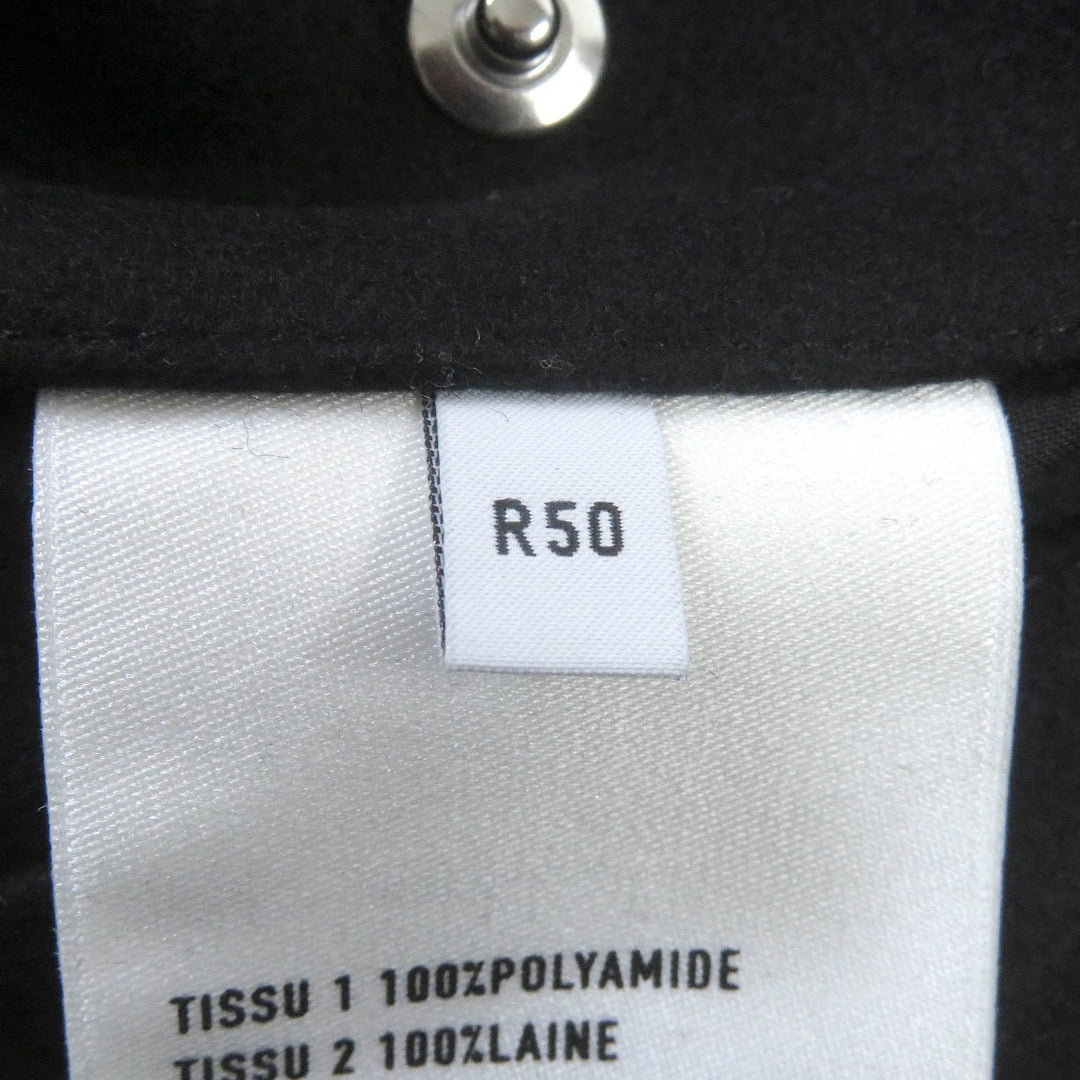 R50
TISSU 1 100%POLYAMIDE
TISSU 2 100%LAINE